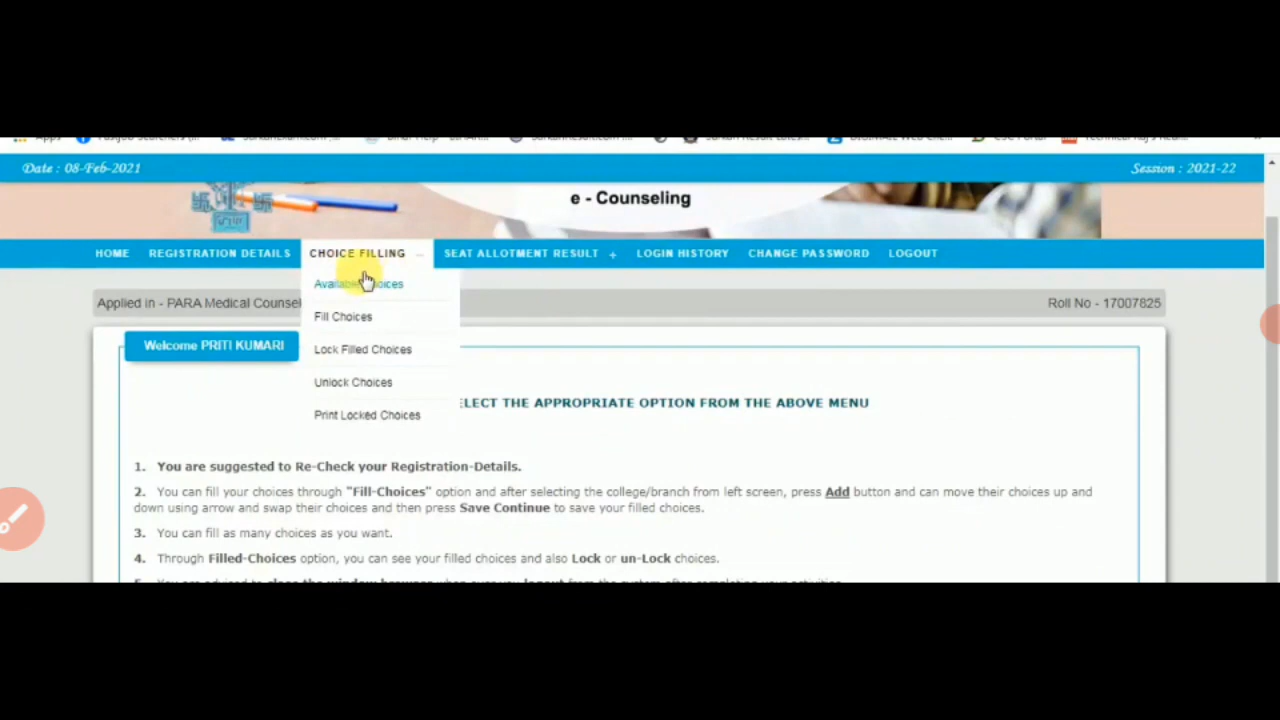 Date : 08-Feb-2021
Session : 2021-22
e - Counseling
HOME REGISTRATION DETAILS CHOICE FILLING – SEAT ALLOTMENT RESULT + LOGIN HISTORY CHANGE PASSWORD LOGOUT
Available Choices
Applied in - PARA Medical Counsel
Roll No - 17007825
Fill Choices
Welcome PRITI KUMARI
Lock Filled Choices
Unlock Choices
ELECT THE APPROPRIATE OPTION FROM THE ABOVE MENU
Print Locked Choices
1. You are suggested to Re-Check your Registration-Details.
2. You can fill your choices through "Fill-Choices" option and after selecting the college/branch from left screen, press Add button and can move their choices up and
down using arrow and swap their choices and then press Save Continue to save your filled choices.
3. You can fill as many choices as you want.
4. Through Filled-Choices option, you can see your filled choices and also Lock or un-Lock choices.